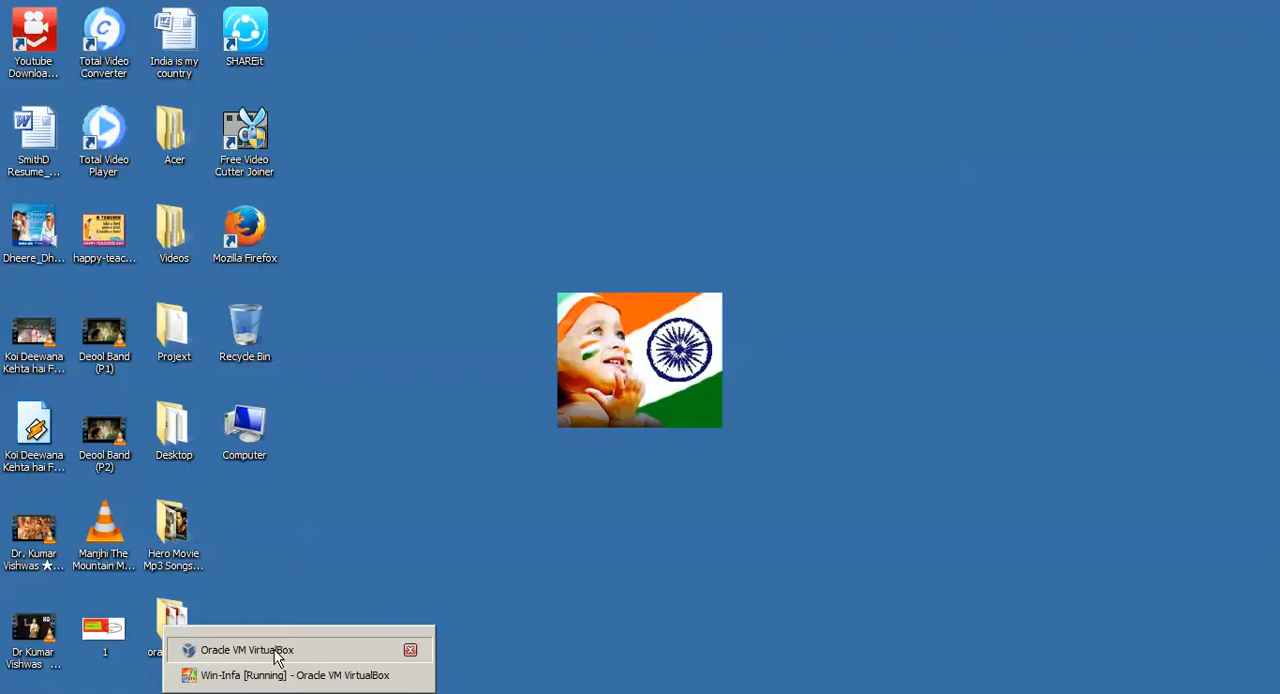 Youtube
Downloa...
Total Video
Converter
India is my
country
SHAREit
SmithD
Resume_...
Total Video
Player
Acer
Free Video
Cutter Joiner
Dheere_Dh...
happy-teac...
Videos
Mozilla Firefox
Koi Deewana
Kehta hai F...
Deool Band
(P1)
Projext
Recycle Bin
Koi Deewana
Kehta hai F...
Deool Band
(P2)
Desktop
Computer
Dr. Kumar
Vishwas ★...
Manjhi The
Mountain M...
Hero Movie
Mp3 Songs...
Dr Kumar
Vishwas ...
1
Oracle VM VirtualBox
Win-Infa [Running] - Oracle VM VirtualBox